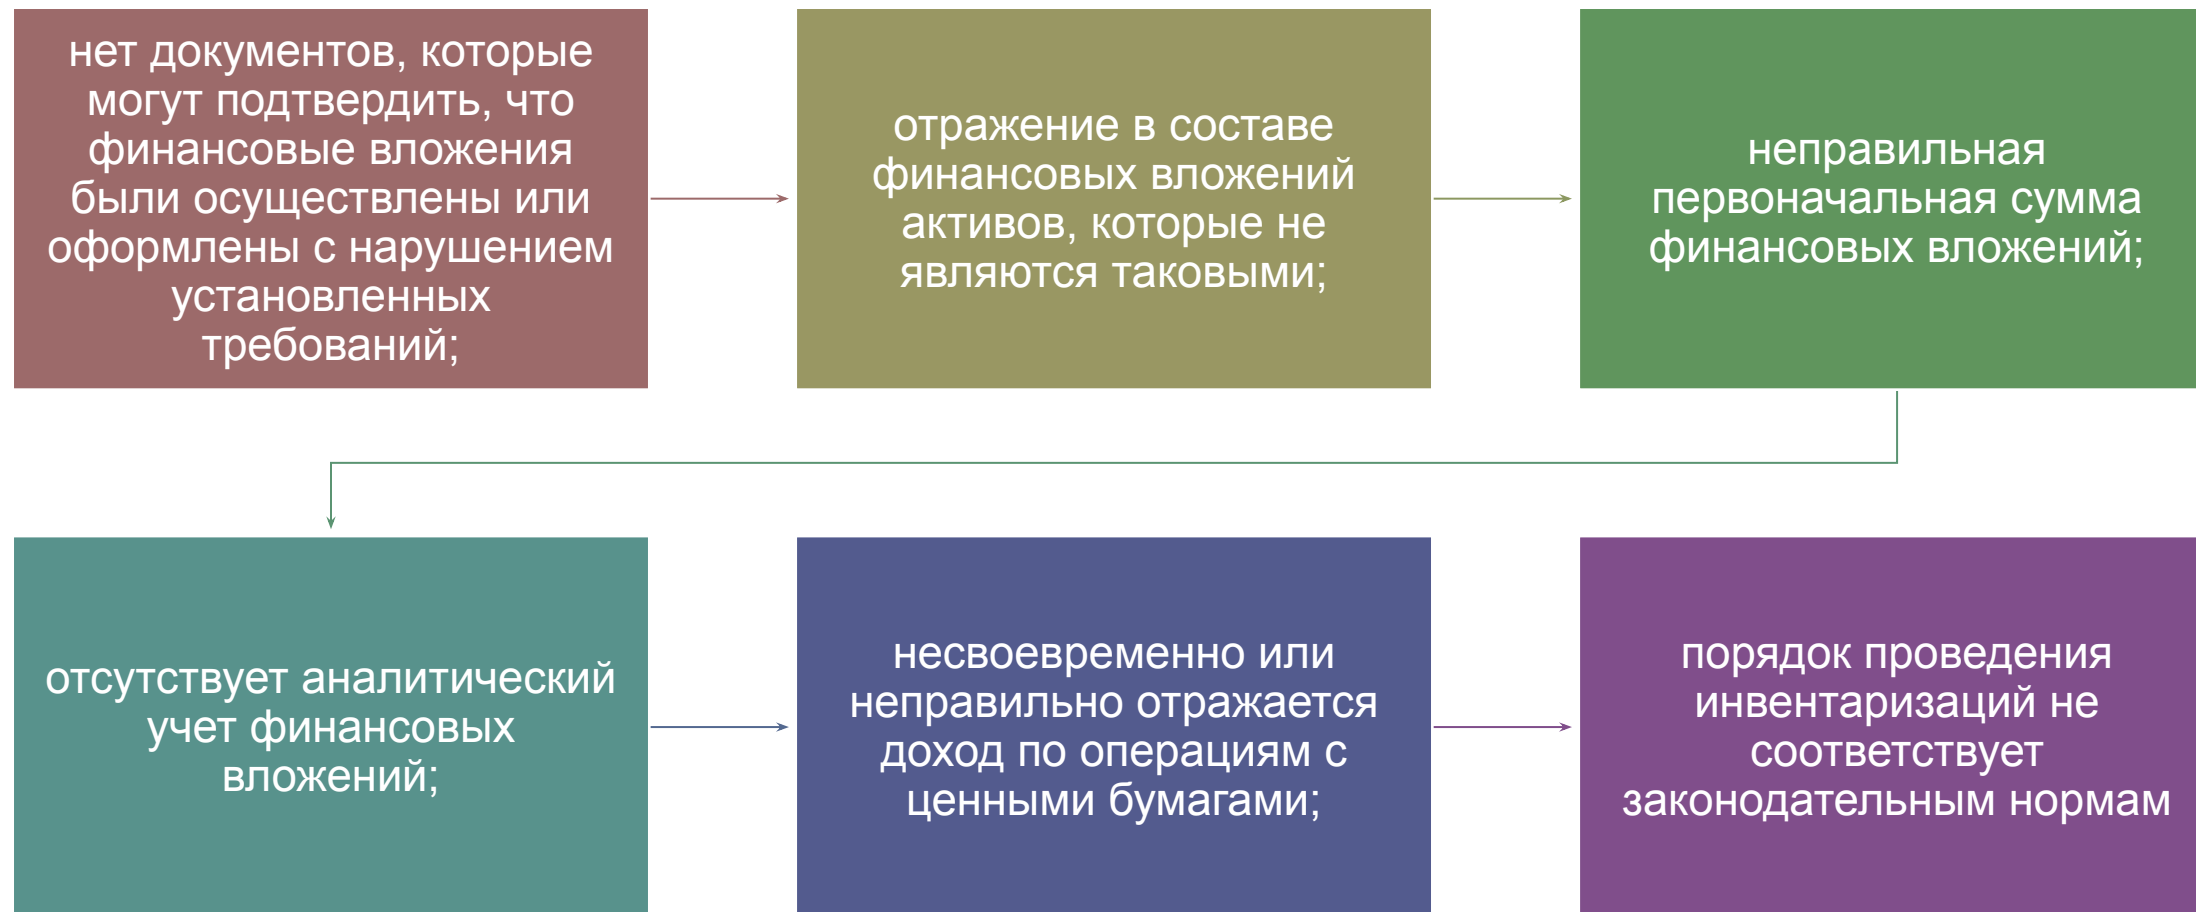 нет документов, которые
могут подтвердить, что
финансовые вложения
были осуществлены или
оформлены с нарушением
установленных
требований;
отражение в составе
финансовых вложений
активов, которые не
являются таковыми;
неправильная
первоначальная сумма
финансовых вложений;
отсутствует аналитический
учет финансовых
вложений;
несвоевременно или
неправильно отражается
доход по операциям с
ценными бумагами;
порядок проведения
инвентаризаций не
соответствует
законодательным нормам